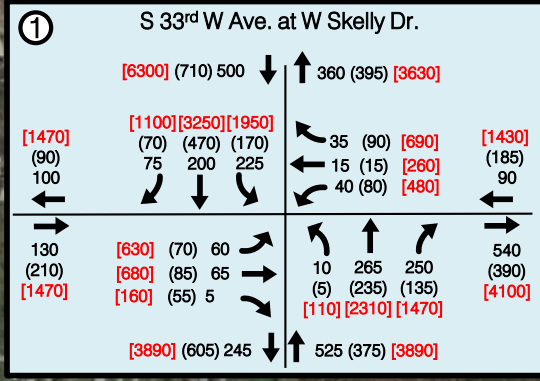 1
S 33rd W Ave. at W Skelly Dr.
[6300] (710) 500
360 (395) [3630]
[1100] [3250] [1950]
(70) (470) (170)
75 200 225
[1470]
(90)
100
35 (90) [690]
15 (15) [260]
40 (80) [480]
[1430]
(185)
90
130
(210)
[1470]
[630] (70) 60
[680] (85) 65
[160] (55) 5
10 265 250
(5) (235) (135)
[110] [2310] [1470]
540
(390)
[4100]
[3890] (605) 245
525 (375) [3890]